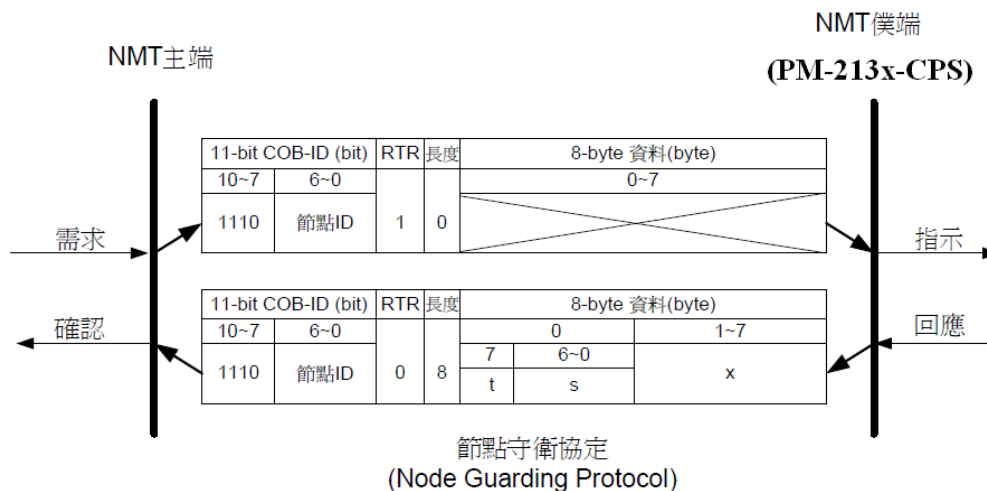 NMT主端
NMT僕端
(PM-213x-CPS)
11-bit COB-ID (bit) RTR 長度 8-byte 資料(byte)
10~7 6~0 0~7
1110 節點ID 1 0
需求
指示
11-bit COB-ID (bit) RTR 長度 8-byte 資料(byte)
10~7 6~0 0 1~7
確認
回應
7 6~0
1110 節點ID 0 8 t s x
節點守衛協定
(Node Guarding Protocol)